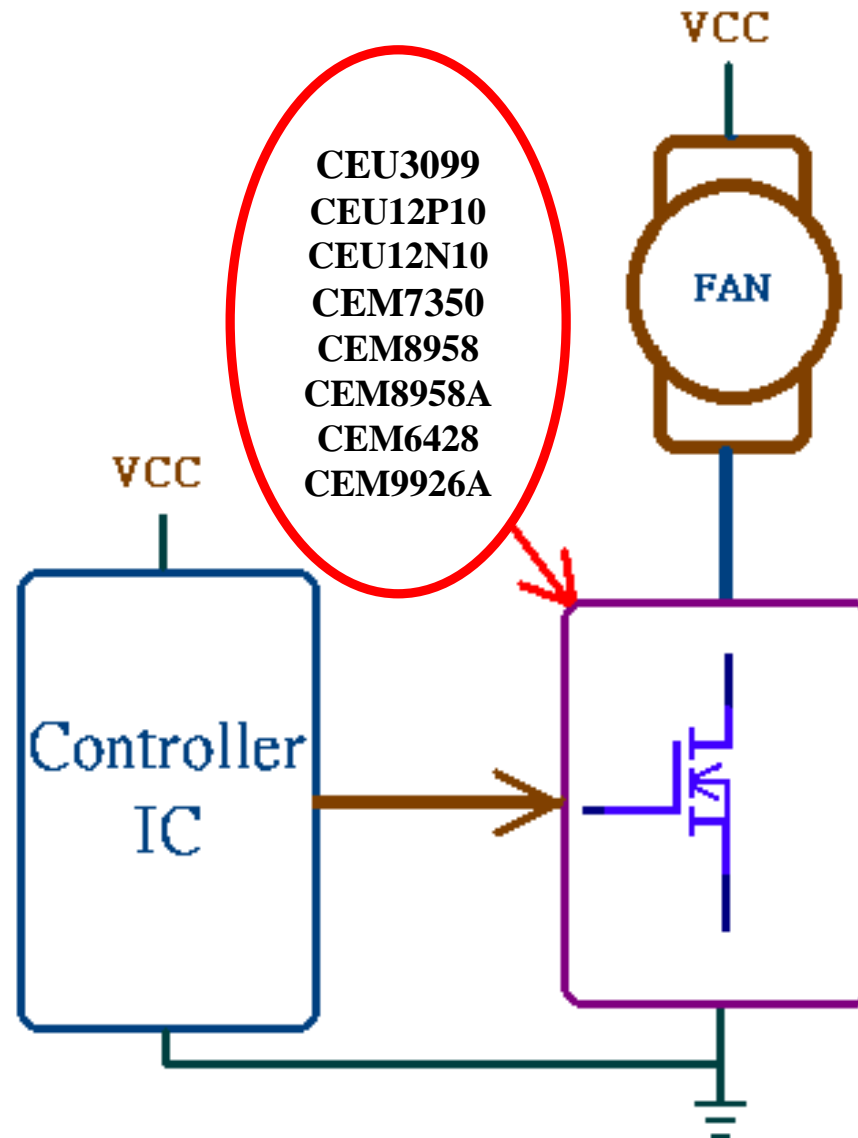 VCC
CEU3099
CEU12P10
CEU12N10
CEM7350
CEM8958
CEM8958A
CEM6428
CEM9926A
FAN
VCC
Controller
IC